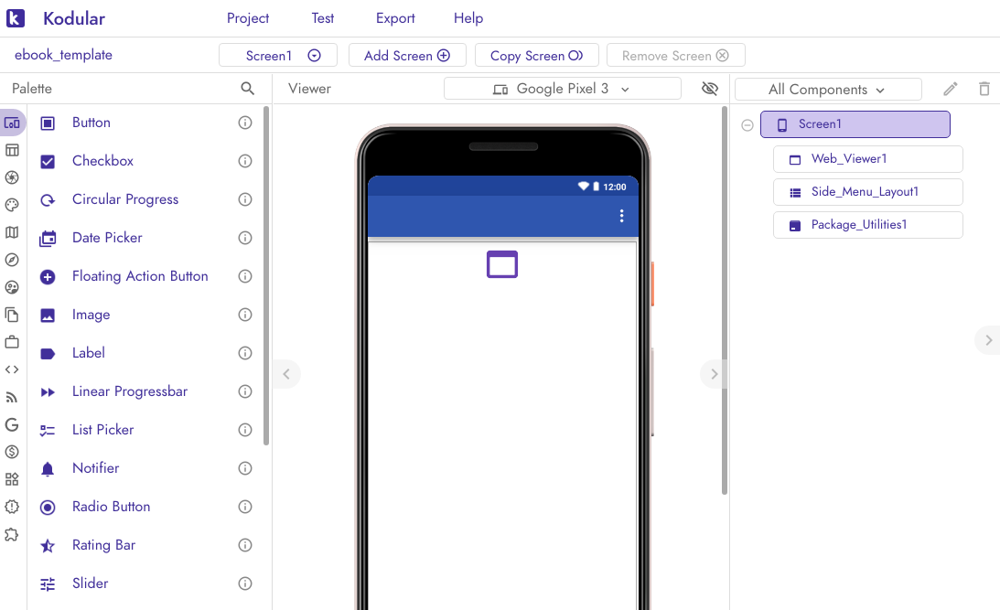 Kodular
Project Test Export Help
ebook_template
Screen1 Add Screen Copy Screen Remove Screen
Palette
Viewer
Google Pixel 3
All Components
Button
Checkbox
Circular Progress
Date Picker
Floating Action Button
Image
Label
Linear Progressbar
List Picker
Notifier
Radio Button
Rating Bar
Slider
12:00
Screen1
Web_Viewer1
Side_Menu_Layout1
Package_Utilities1